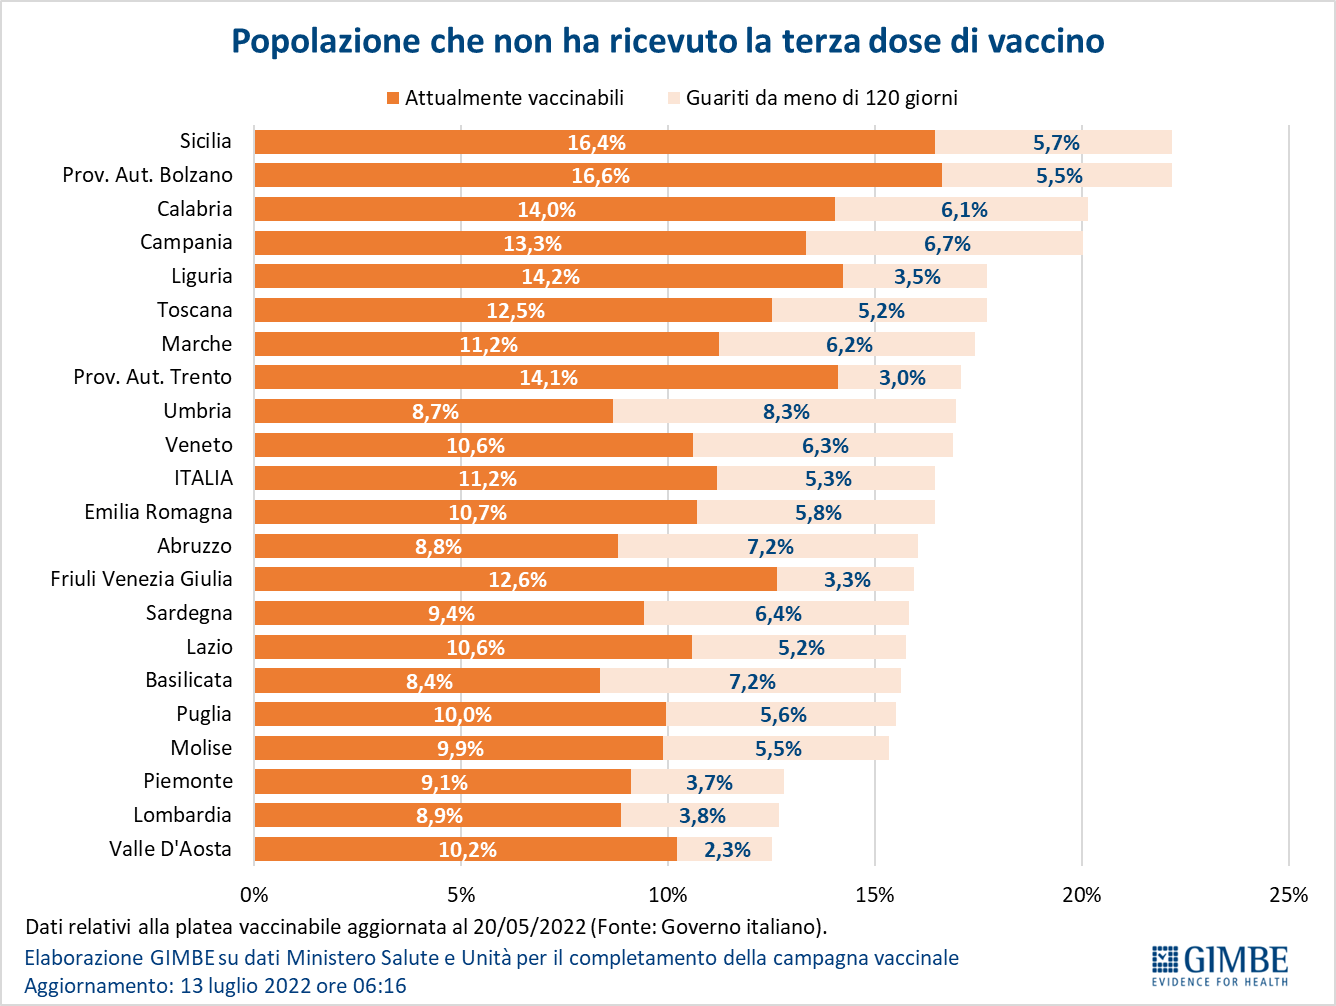 Popolazione che non ha ricevuto la terza dose di vaccino
Attualmente vaccinabili Guariti da meno di 120 giorni
Sicilia 16,4% 5,7%
Prov. Aut. Bolzano 16,6% 5,5%
Calabria 14,0% 6,1%
Campania 13,3% 6,7%
Liguria 14,2% 3,5%
Toscana 12,5% 5,2%
Marche 11,2% 6,2%
Prov. Aut. Trento 14,1% 3,0%
Umbria 8,7% 8,3%
Veneto 10,6% 6,3%
ITALIA 11,2% 5,3%
Emilia Romagna 10,7% 5,8%
Abruzzo 8,8% 7,2%
Friuli Venezia Giulia 12,6% 3,3%
Sardegna 9,4% 6,4%
Lazio 10,6% 5,2%
Basilicata 8,4% 7,2%
Puglia 10,0% 5,6%
Molise 9,9% 5,5%
Piemonte 9,1% 3,7%
Lombardia 8,9% 3,8%
Valle D'Aosta 10,2% 2,3%
0% 5% 10% 15% 20% 25%
Dati relativi alla platea vaccinabile aggiornata al 20/05/2022 (Fonte: Governo italiano).
Elaborazione GIMBE su dati Ministero Salute e Unità per il completamento della campagna vaccinale
Aggiornamento: 13 luglio 2022 ore 06:16
GIMBE
EVIDENCE FOR HEALTH